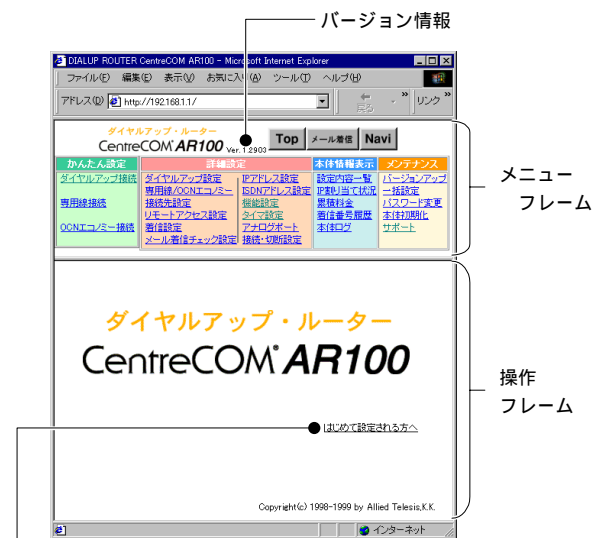 バージョン情報
DIALUP ROUTER CentreCOM AR100 - Microsoft Internet Explorer
ファイル(F) 編集(E) 表示(V) お気に入り(A) ツール(T) ヘルプ(H)
アドレス(D) http://192.168.1.1/ 戻る » リンク »
ダイヤルアップ・ルーター
CentreCOM AR100 Ver. 1.2903 Top メール着信 Navi
かんたん設定 詳細設定 本体情報表示 メンテナンス
ダイヤルアップ接続 ダイヤルアップ設定 IPアドレス設定 設定内容一覧 バージョンアップ
専用線/OCNエコノミー ISDNアドレス設定 IP割り当て状況 一括設定
専用線接続 接続先設定 機能設定 累積料金 パスワード変更
リモートアクセス設定 タイマ設定 着信番号履歴 本体初期化
OCNエコノミー接続 着信設定 アナログポート 本体ログ サポート
メール着信チェック設定 接続・切断設定
メニュー
フレーム
ダイヤルアップ・ルーター
CentreCOM AR100
操作
フレーム
はじめて設定される方へ
Copyright(c) 1998-1999 by Allied Telesis,K.K.
インターネット